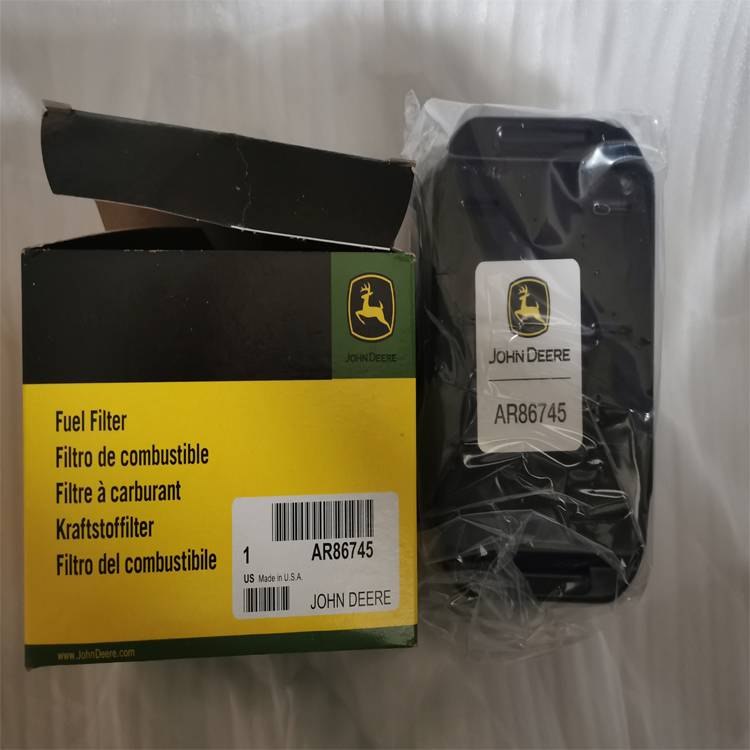 JOHN DEERE
Fuel Filter
Filtro de combustible
Filtre à carburant
Kraftstoffilter
Filtro del combustibile
1 AR86745
US Made in U.S.A.
JOHN DEERE
www.JohnDeere.com
JOHN DEERE
AR86745